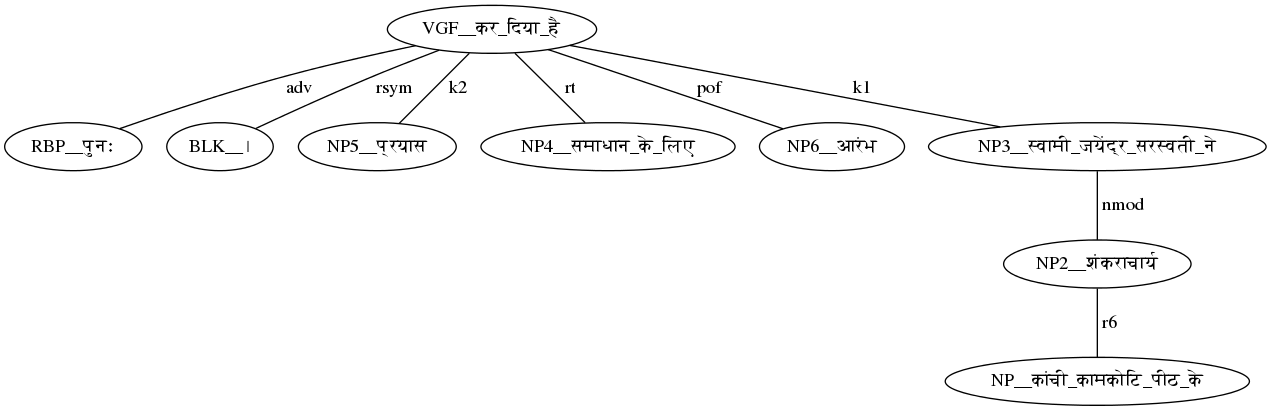 VGF__कर_दिया_है
adv rsym k2 rt pof k1
RBP__पुनः BLK__। NP5__प्रयास NP4__समाधान_के_लिए NP6__आरंभ NP3__स्वामी_जयेंद्र_सरस्वती_ने
nmod
NP2__शंकराचार्य
r6
NP__कांची_कामकोटि_पीठ_के